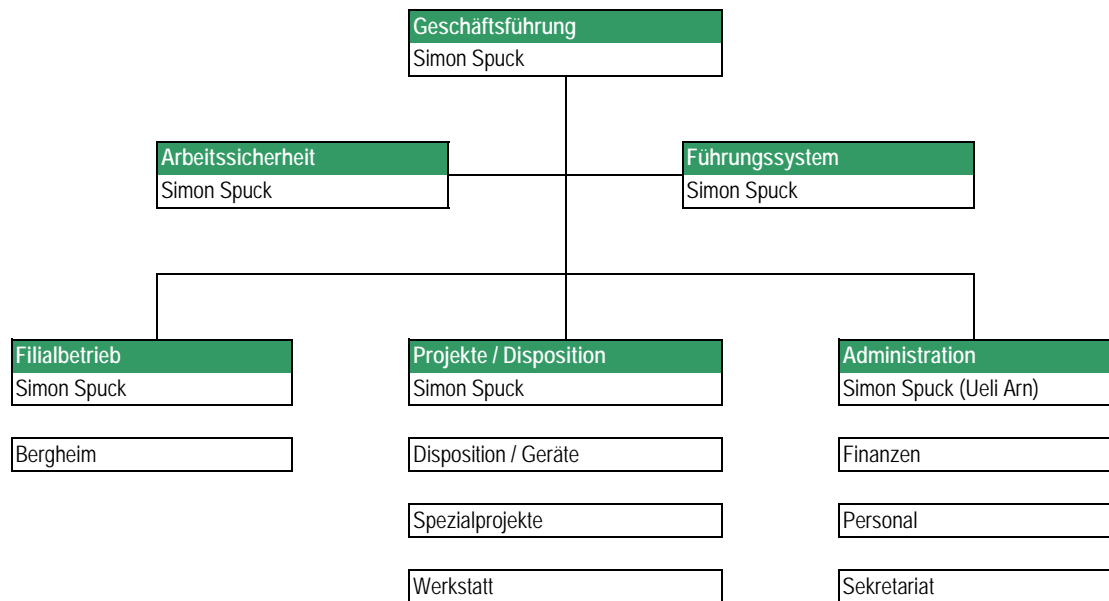 Geschäftsführung
Simon Spuck
Arbeitssicherheit
Simon Spuck
Führungssystem
Simon Spuck
Filialbetrieb
Simon Spuck
Bergheim
Projekte / Disposition
Simon Spuck
Disposition / Geräte
Spezialprojekte
Werkstatt
Administration
Simon Spuck (Ueli Arn)
Finanzen
Personal
Sekretariat